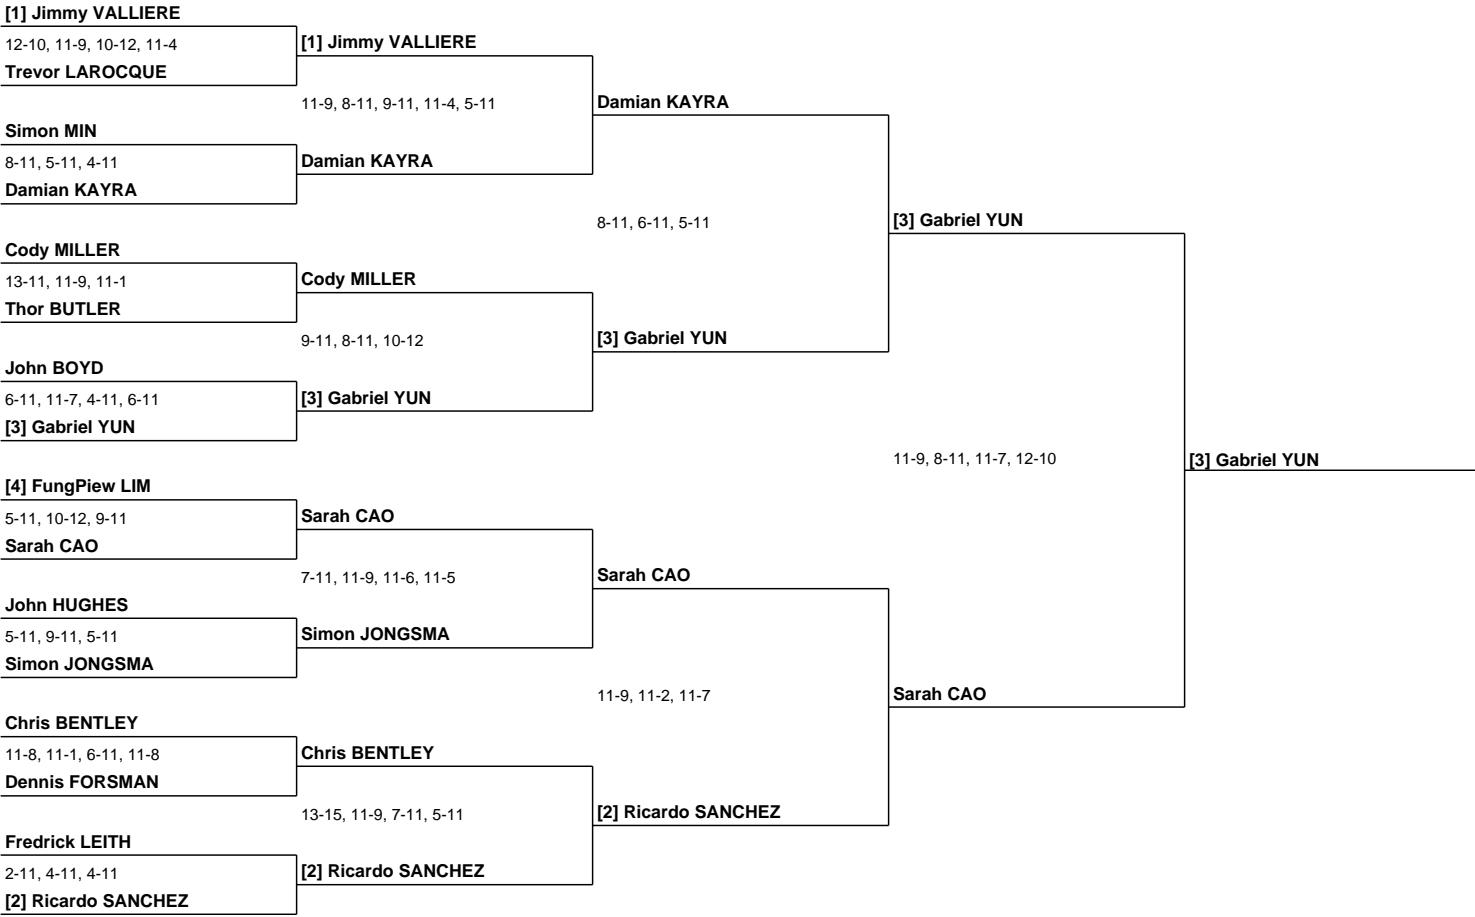 [1] Jimmy VALLIERE
12-10, 11-9, 10-12, 11-4
Trevor LAROCQUE
Simon MIN
8-11, 5-11, 4-11
Damian KAYRA
Cody MILLER
13-11, 11-9, 11-1
Thor BUTLER
John BOYD
6-11, 11-7, 4-11, 6-11
[3] Gabriel YUN
[4] FungPiew LIM
5-11, 10-12, 9-11
Sarah CAO
John HUGHES
5-11, 9-11, 5-11
Simon JONGSMA
Chris BENTLEY
11-8, 11-1, 6-11, 11-8
Dennis FORSMAN
Fredrick LEITH
2-11, 4-11, 4-11
[2] Ricardo SANCHEZ
[1] Jimmy VALLIERE
11-9, 8-11, 9-11, 11-4, 5-11
Damian KAYRA
Cody MILLER
9-11, 8-11, 10-12
[3] Gabriel YUN
Sarah CAO
7-11, 11-9, 11-6, 11-5
Simon JONGSMA
Chris BENTLEY
13-15, 11-9, 7-11, 5-11
[2] Ricardo SANCHEZ
Damian KAYRA
8-11, 6-11, 5-11
[3] Gabriel YUN
Sarah CAO
11-9, 11-2, 11-7
[2] Ricardo SANCHEZ
[3] Gabriel YUN
11-9, 8-11, 11-7, 12-10
Sarah CAO
[3] Gabriel YUN